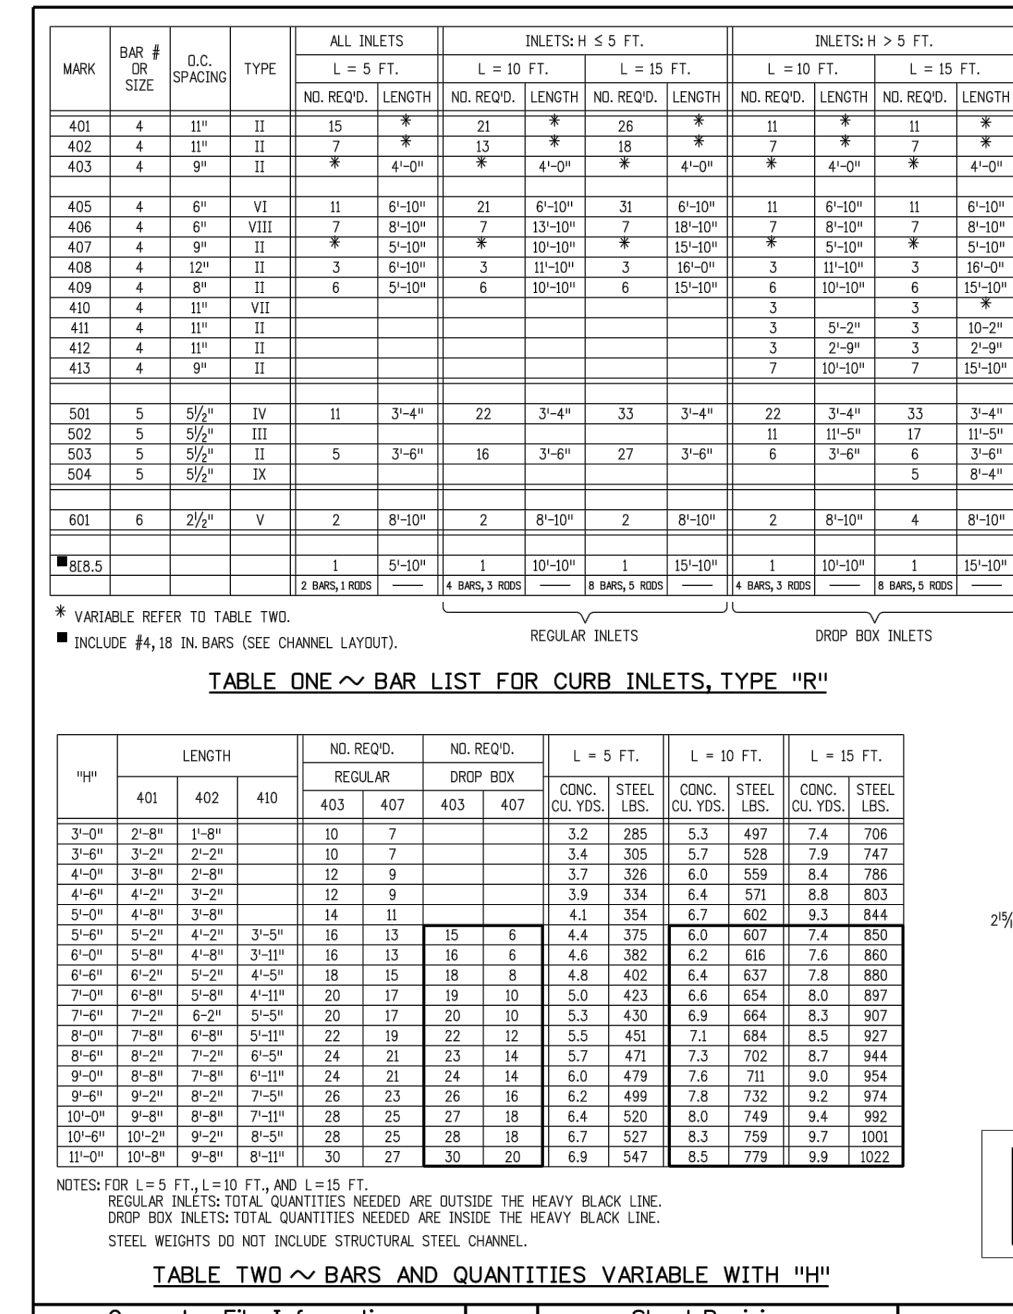 MARK BAR # OR SIZE O.C. SPACING TYPE ALL INLETS INLETS: H ≤ 5 FT. INLETS: H > 5 FT.
L = 5 FT. L = 10 FT. L = 15 FT. L = 10 FT. L = 15 FT.
NO. REQ'D. LENGTH NO. REQ'D. LENGTH NO. REQ'D. LENGTH NO. REQ'D. LENGTH NO. REQ'D. LENGTH
401 4 11" II 15 * 21 * 26 * 11 * 11 *
402 4 11" II 7 * 13 * 18 * 7 * 7 *
403 4 9" II * 4'-0" * 4'-0" * 4'-0" * 4'-0" * 4'-0"
405 4 6" VI 11 6'-10" 21 6'-10" 31 6'-10" 11 6'-10" 11 6'-10"
406 4 6" VIII 7 8'-10" 7 13'-10" 7 18'-10" 7 8'-10" 7 8'-10"
407 4 9" II * 5'-10" * 10'-10" * 15'-10" * 5'-10" * 5'-10"
408 4 12" II 3 6'-10" 3 11'-10" 3 16'-0" 3 11'-10" 3 16'-0"
409 4 8" II 6 5'-10" 6 10'-10" 6 15'-10" 6 10'-10" 6 15'-10"
410 4 11" VII 3 3 *
411 4 11" II 3 5'-2" 3 10-2"
412 4 11" II 3 2'-9" 3 2'-9"
413 4 9" II 7 10'-10" 7 15'-10"
501 5 5½" IV 11 3'-4" 22 3'-4" 33 3'-4" 22 3'-4" 33 3'-4"
502 5 5½" III 11 11'-5" 17 11'-5"
503 5 5½" II 5 3'-6" 16 3'-6" 27 3'-6" 6 3'-6" 6 3'-6"
504 5 5½" IX 5 8'-4"
601 6 2½" V 2 8'-10" 2 8'-10" 2 8'-10" 2 8'-10" 4 8'-10"
■8[8.5 1 5'-10" 1 10'-10" 1 15'-10" 1 10'-10" 1 15'-10"
2 BARS, 1 RODS — 4 BARS, 3 RODS — 8 BARS, 5 RODS — 4 BARS, 3 RODS — 8 BARS, 5 RODS —
* VARIABLE REFER TO TABLE TWO.
■ INCLUDE #4, 18 IN. BARS (SEE CHANNEL LAYOUT).
REGULAR INLETS DROP BOX INLETS
TABLE ONE ~ BAR LIST FOR CURB INLETS, TYPE "R"
"H" LENGTH NO. REQ'D. NO. REQ'D. L = 5 FT. L = 10 FT. L = 15 FT.
REGULAR DROP BOX
401 402 410 403 407 403 407 CONC. CU. YDS. STEEL LBS. CONC. CU. YDS. STEEL LBS. CONC. CU. YDS. STEEL LBS.
3'-0" 2'-8" 1'-8" 10 7 3.2 285 5.3 497 7.4 706
3'-6" 3'-2" 2'-2" 10 7 3.4 305 5.7 528 7.9 747
4'-0" 3'-8" 2'-8" 12 9 3.7 326 6.0 559 8.4 786
4'-6" 4'-2" 3'-2" 12 9 3.9 334 6.4 571 8.8 803
5'-0" 4'-8" 3'-8" 14 11 4.1 354 6.7 602 9.3 844
5'-6" 5'-2" 4'-2" 3'-5" 16 13 15 6 4.4 375 6.0 607 7.4 850
6'-0" 5'-8" 4'-8" 3'-11" 16 13 16 6 4.6 382 6.2 616 7.6 860
6'-6" 6'-2" 5'-2" 4'-5" 18 15 18 8 4.8 402 6.4 637 7.8 880
7'-0" 6'-8" 5'-8" 4'-11" 20 17 19 10 5.0 423 6.6 654 8.0 897
7'-6" 7'-2" 6-2" 5'-5" 20 17 20 10 5.3 430 6.9 664 8.3 907
8'-0" 7'-8" 6'-8" 5'-11" 22 19 22 12 5.5 451 7.1 684 8.5 927
8'-6" 8'-2" 7'-2" 6'-5" 24 21 23 14 5.7 471 7.3 702 8.7 944
9'-0" 8'-8" 7'-8" 6'-11" 24 21 24 14 6.0 479 7.6 711 9.0 954
9'-6" 9'-2" 8'-2" 7'-5" 26 23 26 16 6.2 499 7.8 732 9.2 974
10'-0" 9'-8" 8'-8" 7'-11" 28 25 27 18 6.4 520 8.0 749 9.4 992
10'-6" 10'-2" 9'-2" 8'-5" 28 25 28 18 6.7 527 8.3 759 9.7 1001
11'-0" 10'-8" 9'-8" 8'-11" 30 27 30 20 6.9 547 8.5 779 9.9 1022
NOTES: FOR L = 5 FT., L = 10 FT., AND L = 15 FT.
REGULAR INLETS: TOTAL QUANTITIES NEEDED ARE OUTSIDE THE HEAVY BLACK LINE.
DROP BOX INLETS: TOTAL QUANTITIES NEEDED ARE INSIDE THE HEAVY BLACK LINE.
STEEL WEIGHTS DO NOT INCLUDE STRUCTURAL STEEL CHANNEL.
TABLE TWO ~ BARS AND QUANTITIES VARIABLE WITH "H"